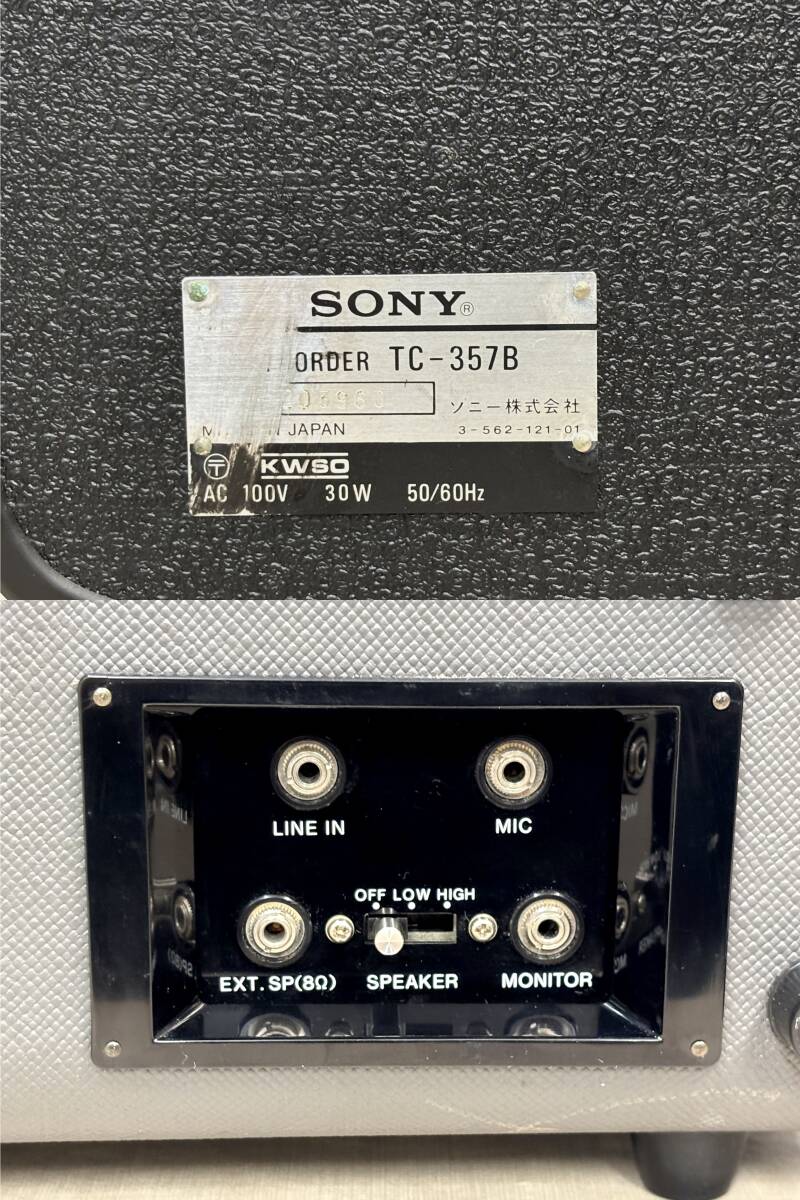 SONY®
ORDER TC-357B
ソニー株式会社
JAPAN
3-562-121-01
〒 KWSO
AC 100V 30W 50/60Hz
LINE IN MIC
OFF LOW HIGH
EXT. SP(8Ω) SPEAKER MONITOR